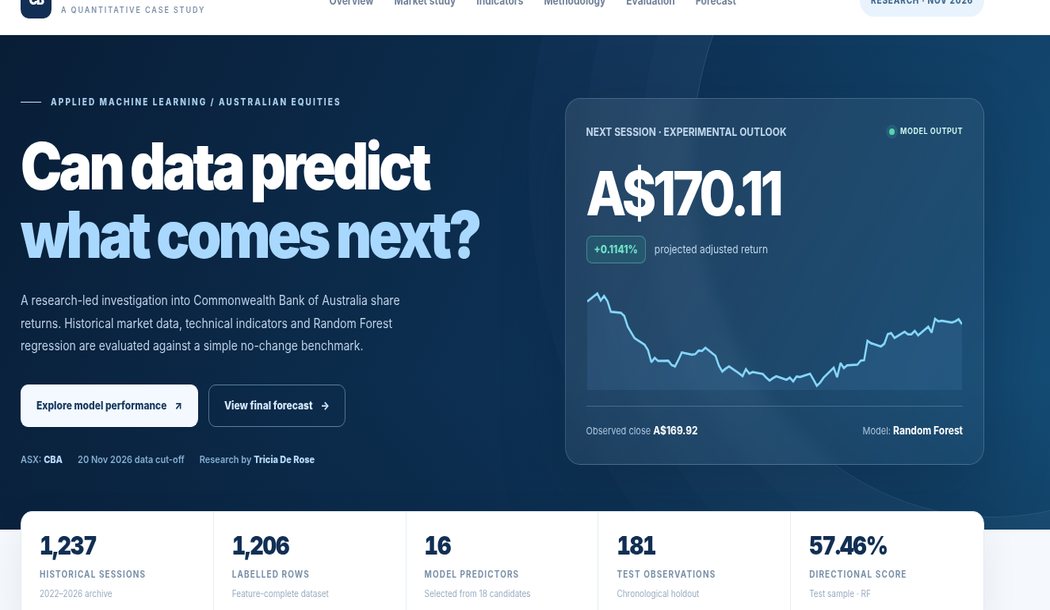 CB
A QUANTITATIVE CASE STUDY
Overview Market study Indicators Methodology Evaluation Forecast
RESEARCH · NOV 2026
APPLIED MACHINE LEARNING / AUSTRALIAN EQUITIES
Can data predict
what comes next?
A research-led investigation into Commonwealth Bank of Australia share
returns. Historical market data, technical indicators and Random Forest
regression are evaluated against a simple no-change benchmark.
Explore model performance ↗ View final forecast →
ASX: CBA 20 Nov 2026 data cut-off Research by Tricia De Rose
NEXT SESSION · EXPERIMENTAL OUTLOOK MODEL OUTPUT
A$170.11
+0.1141% projected adjusted return
Observed close A$169.92 Model: Random Forest
1,237 1,206 16 181 57.46%
HISTORICAL SESSIONS LABELLED ROWS MODEL PREDICTORS TEST OBSERVATIONS DIRECTIONAL SCORE
2022–2026 archive Feature-complete dataset Selected from 18 candidates Chronological holdout Test sample · RF